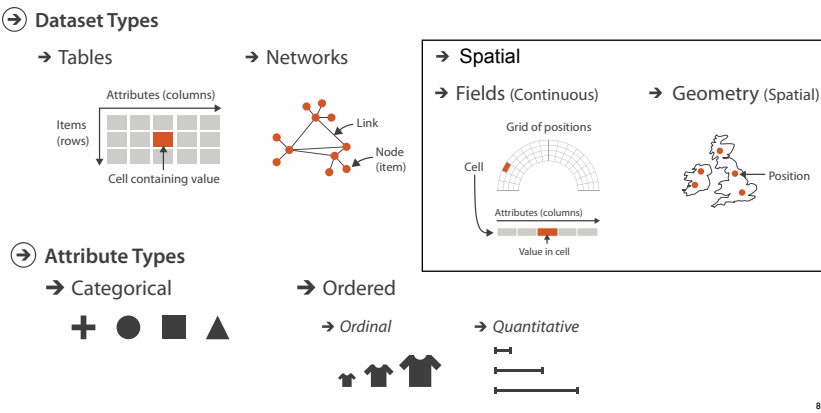 ➔ Dataset Types
➔ Tables
Attributes (columns)
Items
(rows)
Cell containing value
➔ Networks
Link
Node
(item)
➔ Spatial
➔ Fields (Continuous)
Grid of positions
Cell
Attributes (columns)
Value in cell
➔ Geometry (Spatial)
Position
➔ Attribute Types
➔ Categorical
➔ Ordered
➔ Ordinal
➔ Quantitative
8